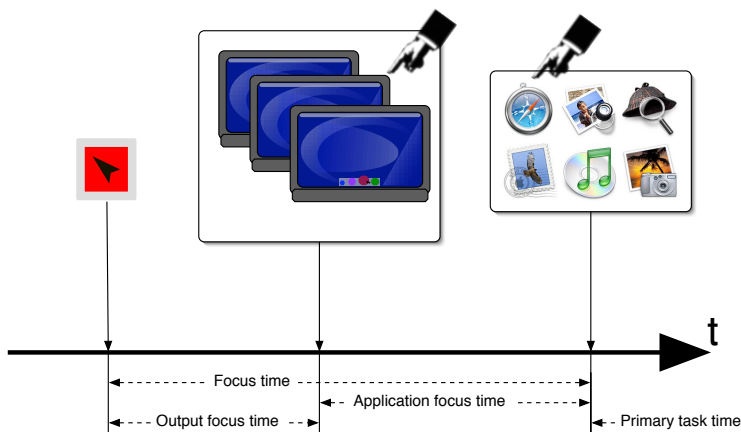 t
Focus time
Application focus time
Output focus time
Primary task time